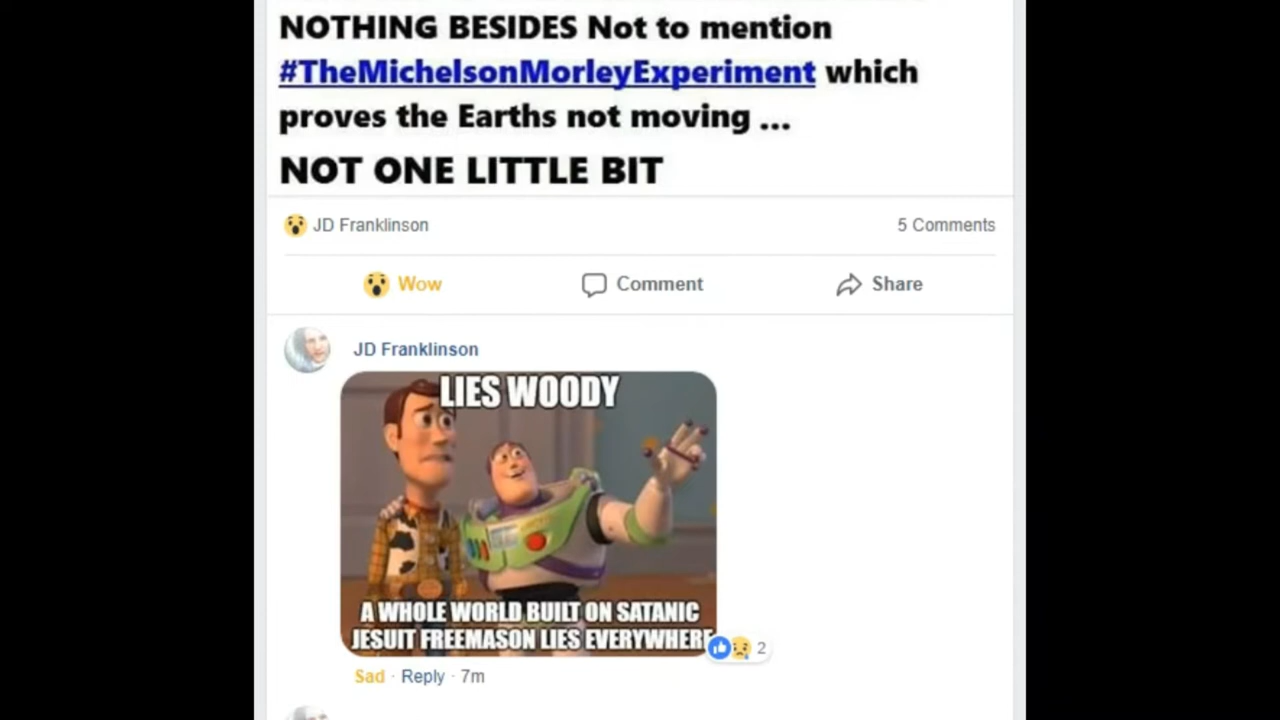 NOTHING BESIDES Not to mention
#TheMichelsonMorleyExperiment which
proves the Earths not moving ...
NOT ONE LITTLE BIT
JD Franklinson
5 Comments
Wow
Comment
Share
JD Franklinson
LIES WOODY
A WHOLE WORLD BUILT ON SATANIC
JESUIT FREEMASON LIES EVERYWHERE
2
Sad · Reply · 7m